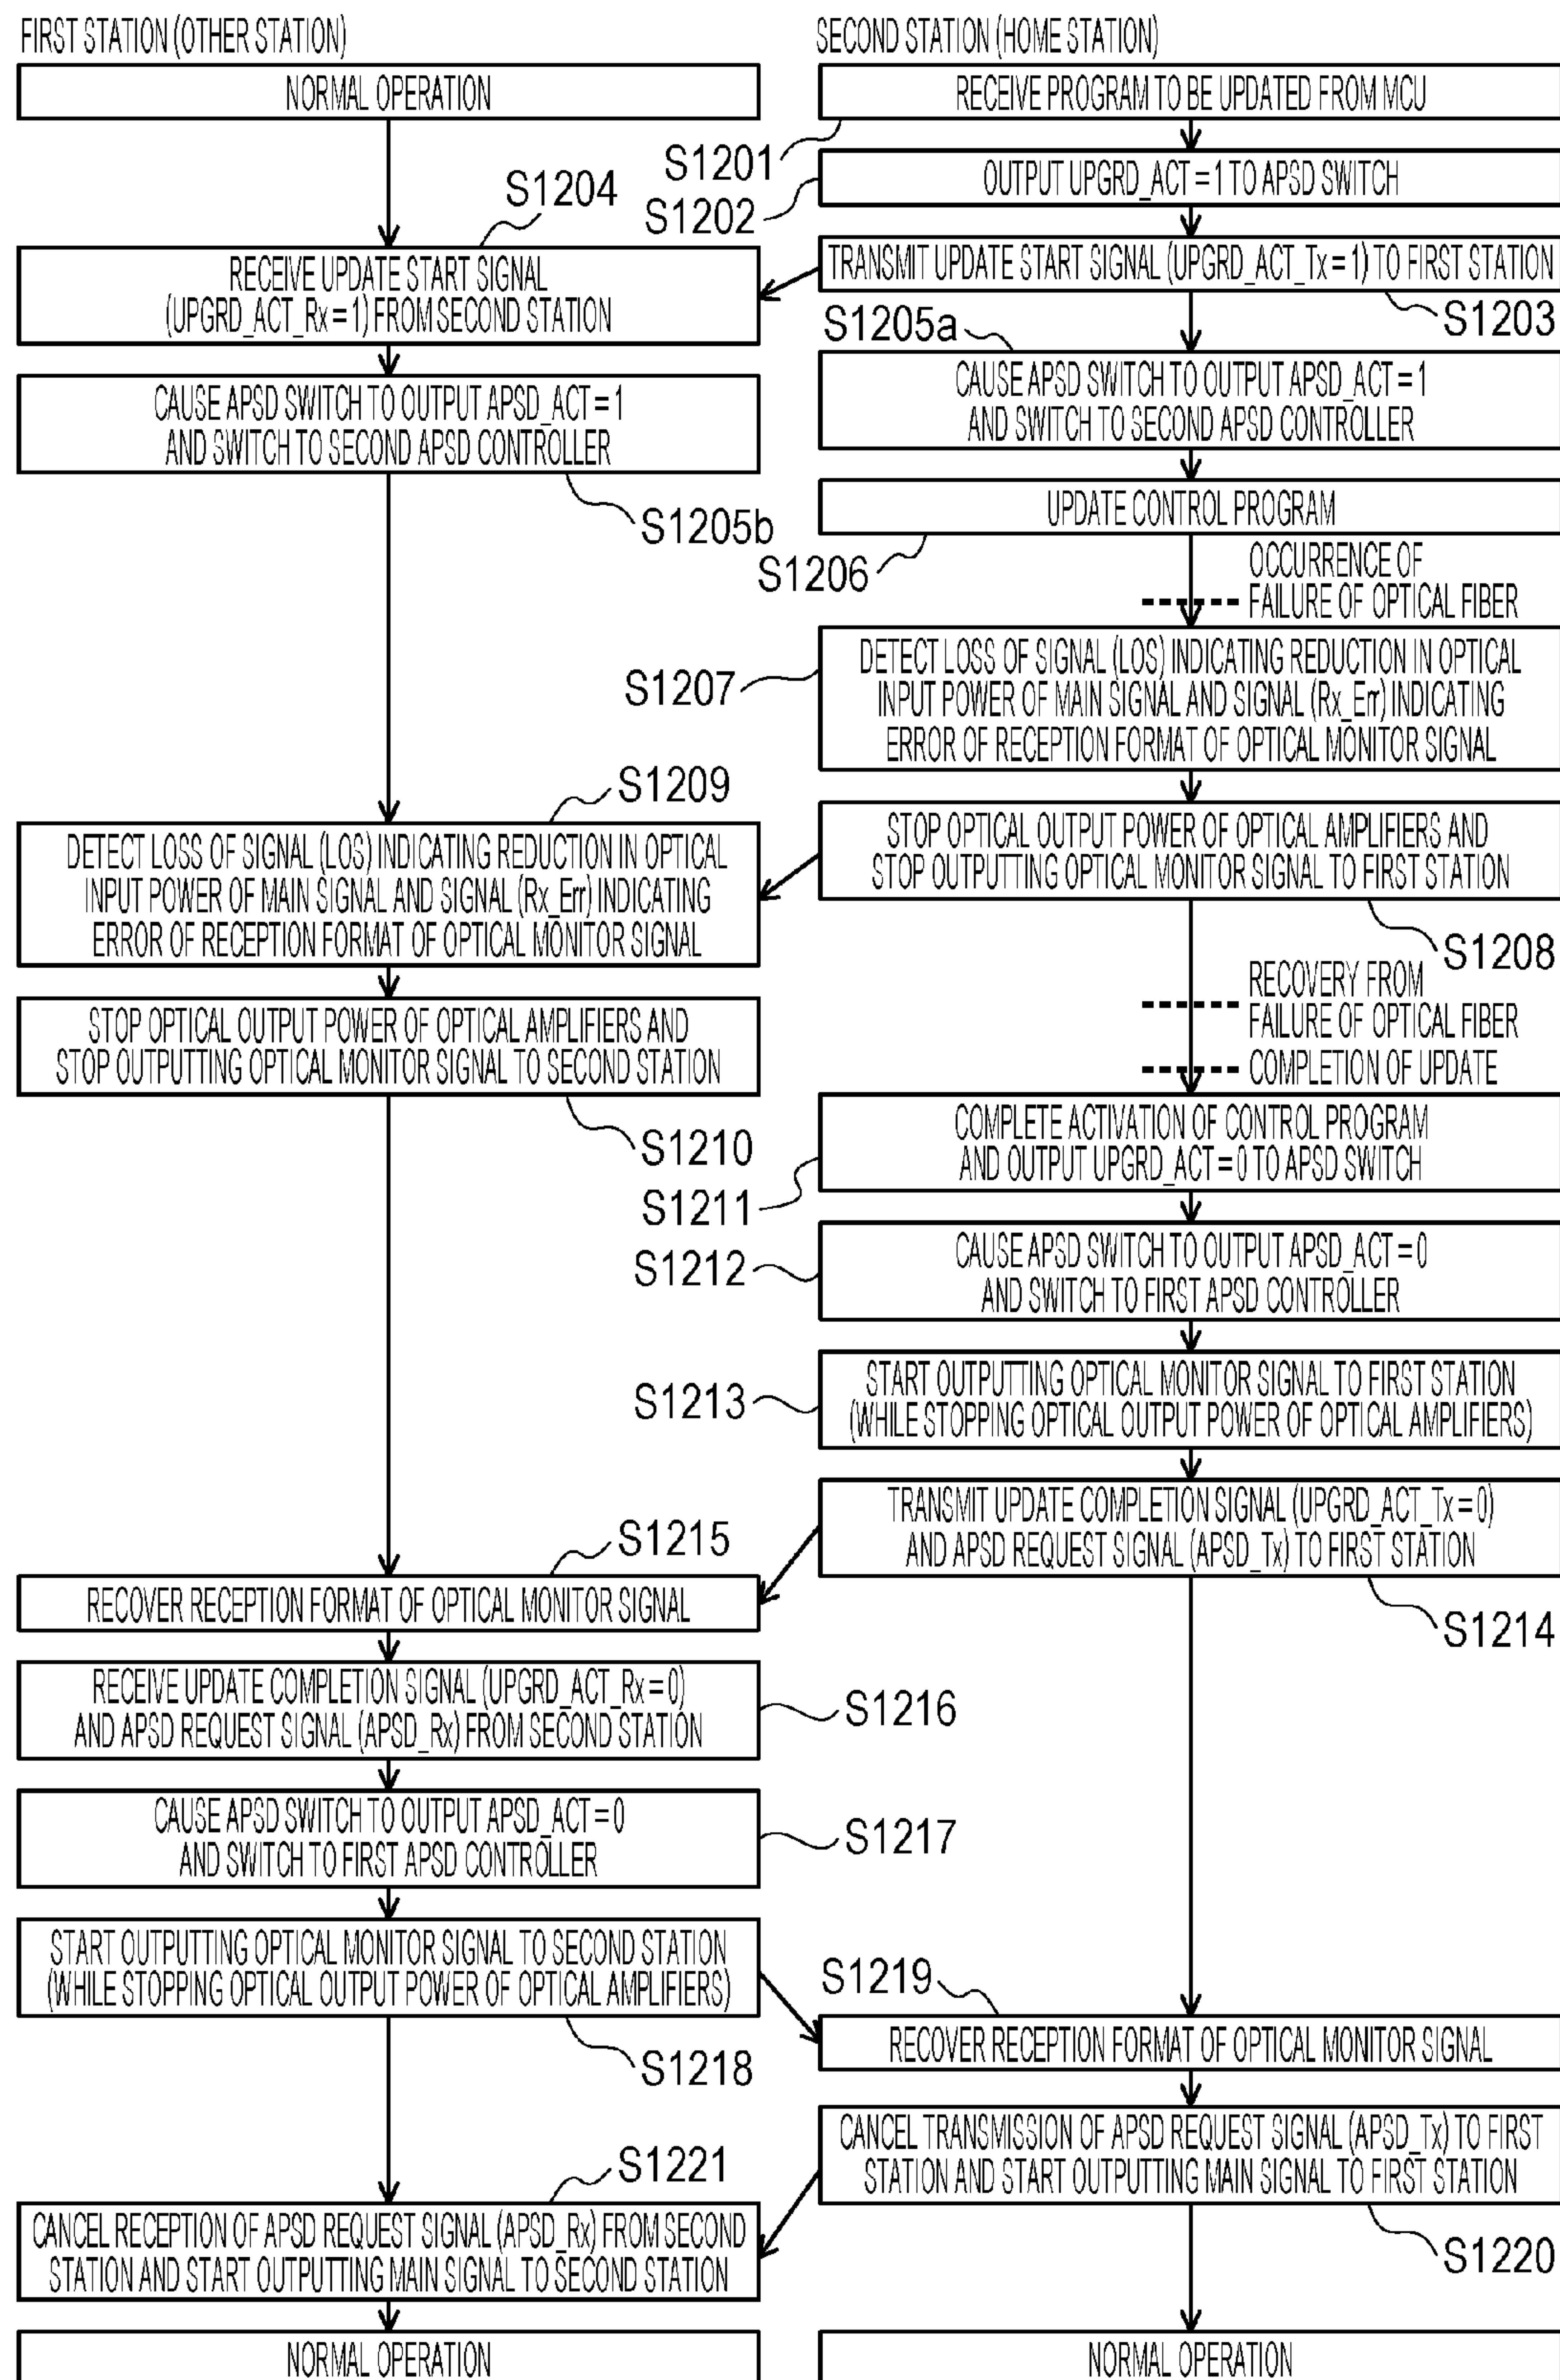 FIRST STATION (OTHER STATION)
SECOND STATION (HOME STATION)
NORMAL OPERATION
RECEIVE PROGRAM TO BE UPDATED FROM MCU
S1201
OUTPUT UPGRD_ACT = 1 TO APSD SWITCH
S1202
S1204
TRANSMIT UPDATE START SIGNAL (UPGRD_ACT_Tx = 1) TO FIRST STATION
S1203
RECEIVE UPDATE START SIGNAL
(UPGRD_ACT_Rx = 1) FROM SECOND STATION
S1205a
CAUSE APSD SWITCH TO OUTPUT APSD_ACT = 1
AND SWITCH TO SECOND APSD CONTROLLER
CAUSE APSD SWITCH TO OUTPUT APSD_ACT = 1
AND SWITCH TO SECOND APSD CONTROLLER
S1205b
UPDATE CONTROL PROGRAM
S1206
OCCURRENCE OF
FAILURE OF OPTICAL FIBER
DETECT LOSS OF SIGNAL (LOS) INDICATING REDUCTION IN OPTICAL
INPUT POWER OF MAIN SIGNAL AND SIGNAL (Rx_Err) INDICATING
ERROR OF RECEPTION FORMAT OF OPTICAL MONITOR SIGNAL
S1207
STOP OPTICAL OUTPUT POWER OF OPTICAL AMPLIFIERS AND
STOP OUTPUTTING OPTICAL MONITOR SIGNAL TO FIRST STATION
S1208
S1209
DETECT LOSS OF SIGNAL (LOS) INDICATING REDUCTION IN OPTICAL
INPUT POWER OF MAIN SIGNAL AND SIGNAL (Rx_Err) INDICATING
ERROR OF RECEPTION FORMAT OF OPTICAL MONITOR SIGNAL
STOP OPTICAL OUTPUT POWER OF OPTICAL AMPLIFIERS AND
STOP OUTPUTTING OPTICAL MONITOR SIGNAL TO SECOND STATION
S1210
RECOVERY FROM
FAILURE OF OPTICAL FIBER
COMPLETION OF UPDATE
COMPLETE ACTIVATION OF CONTROL PROGRAM
AND OUTPUT UPGRD_ACT = 0 TO APSD SWITCH
S1211
CAUSE APSD SWITCH TO OUTPUT APSD_ACT = 0
AND SWITCH TO FIRST APSD CONTROLLER
S1212
START OUTPUTTING OPTICAL MONITOR SIGNAL TO FIRST STATION
(WHILE STOPPING OPTICAL OUTPUT POWER OF OPTICAL AMPLIFIERS)
S1213
TRANSMIT UPDATE COMPLETION SIGNAL (UPGRD_ACT_Tx = 0)
AND APSD REQUEST SIGNAL (APSD_Tx) TO FIRST STATION
S1214
S1215
RECOVER RECEPTION FORMAT OF OPTICAL MONITOR SIGNAL
RECEIVE UPDATE COMPLETION SIGNAL (UPGRD_ACT_Rx = 0)
AND APSD REQUEST SIGNAL (APSD_Rx) FROM SECOND STATION
S1216
CAUSE APSD SWITCH TO OUTPUT APSD_ACT = 0
AND SWITCH TO FIRST APSD CONTROLLER
S1217
START OUTPUTTING OPTICAL MONITOR SIGNAL TO SECOND STATION
(WHILE STOPPING OPTICAL OUTPUT POWER OF OPTICAL AMPLIFIERS)
S1218
S1219
RECOVER RECEPTION FORMAT OF OPTICAL MONITOR SIGNAL
CANCEL TRANSMISSION OF APSD REQUEST SIGNAL (APSD_Tx) TO FIRST
STATION AND START OUTPUTTING MAIN SIGNAL TO FIRST STATION
S1220
S1221
CANCEL RECEPTION OF APSD REQUEST SIGNAL (APSD_Rx) FROM SECOND
STATION AND START OUTPUTTING MAIN SIGNAL TO SECOND STATION
NORMAL OPERATION
NORMAL OPERATION